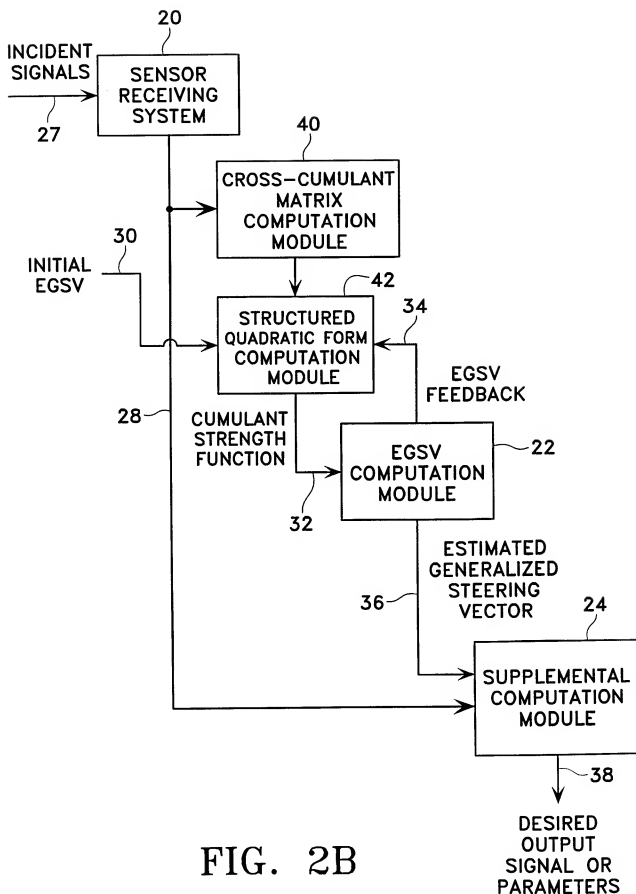 20
INCIDENT
SIGNALS
27
SENSOR
RECEIVING
SYSTEM
40
CROSS-CUMULANT
MATRIX
COMPUTATION
MODULE
30
INITIAL
EGSV
42
STRUCTURED
QUADRATIC FORM
COMPUTATION
MODULE
34
EGSV
FEEDBACK
28
CUMULANT
STRENGTH
FUNCTION
32
EGSV
COMPUTATION
MODULE
22
36
ESTIMATED
GENERALIZED
STEERING
VECTOR
24
SUPPLEMENTAL
COMPUTATION
MODULE
38
DESIRED
OUTPUT
SIGNAL OR
PARAMETERS
FIG. 2B